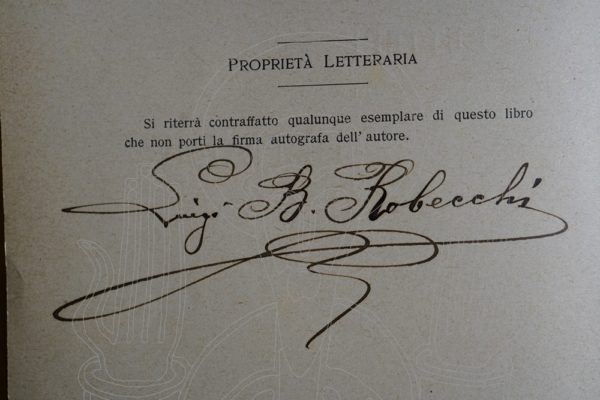 PROPRIETÀ LETTERARIA
Si riterrà contraffatto qualunque esemplare di questo libro
che non porti la firma autografa dell' autore.
Luigi B. Robecchi